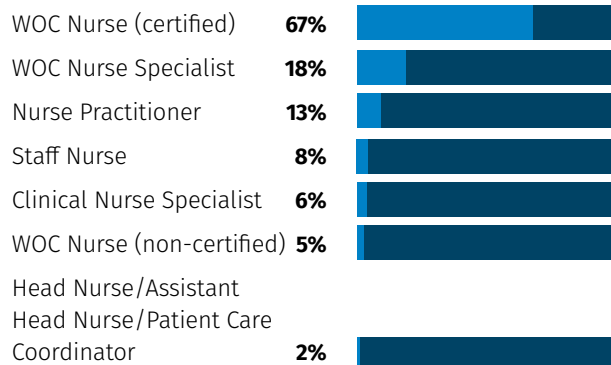 WOC Nurse (certified) 67%
WOC Nurse Specialist 18%
Nurse Practitioner 13%
Staff Nurse 8%
Clinical Nurse Specialist 6%
WOC Nurse (non-certified) 5%
Head Nurse/Assistant
Head Nurse/Patient Care
Coordinator 2%